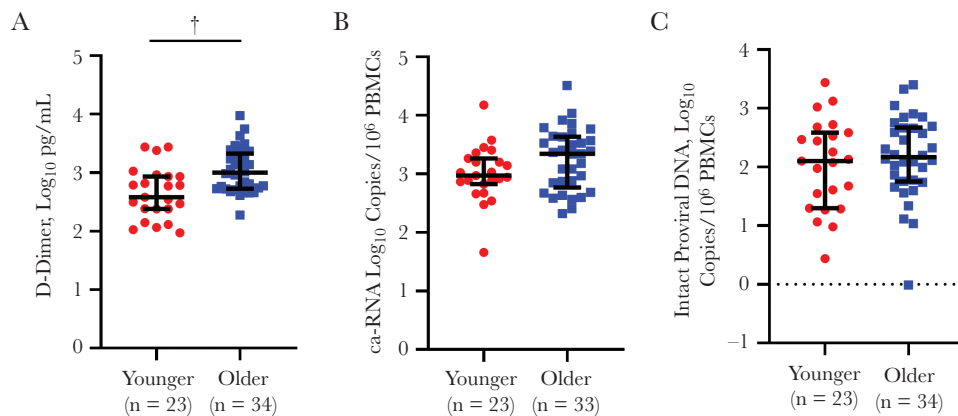 A
†
D-Dimer, Log10 pg/mL
5
4
3
2
1
0
Younger
(n = 23)
Older
(n = 34)
B
ca-RNA Log10 Copies/10⁶ PBMCs
5
4
3
2
1
0
Younger
(n = 23)
Older
(n = 33)
C
Intact Proviral DNA, Log10
Copies/10⁶ PBMCs
4
3
2
1
0
−1
Younger
(n = 23)
Older
(n = 34)